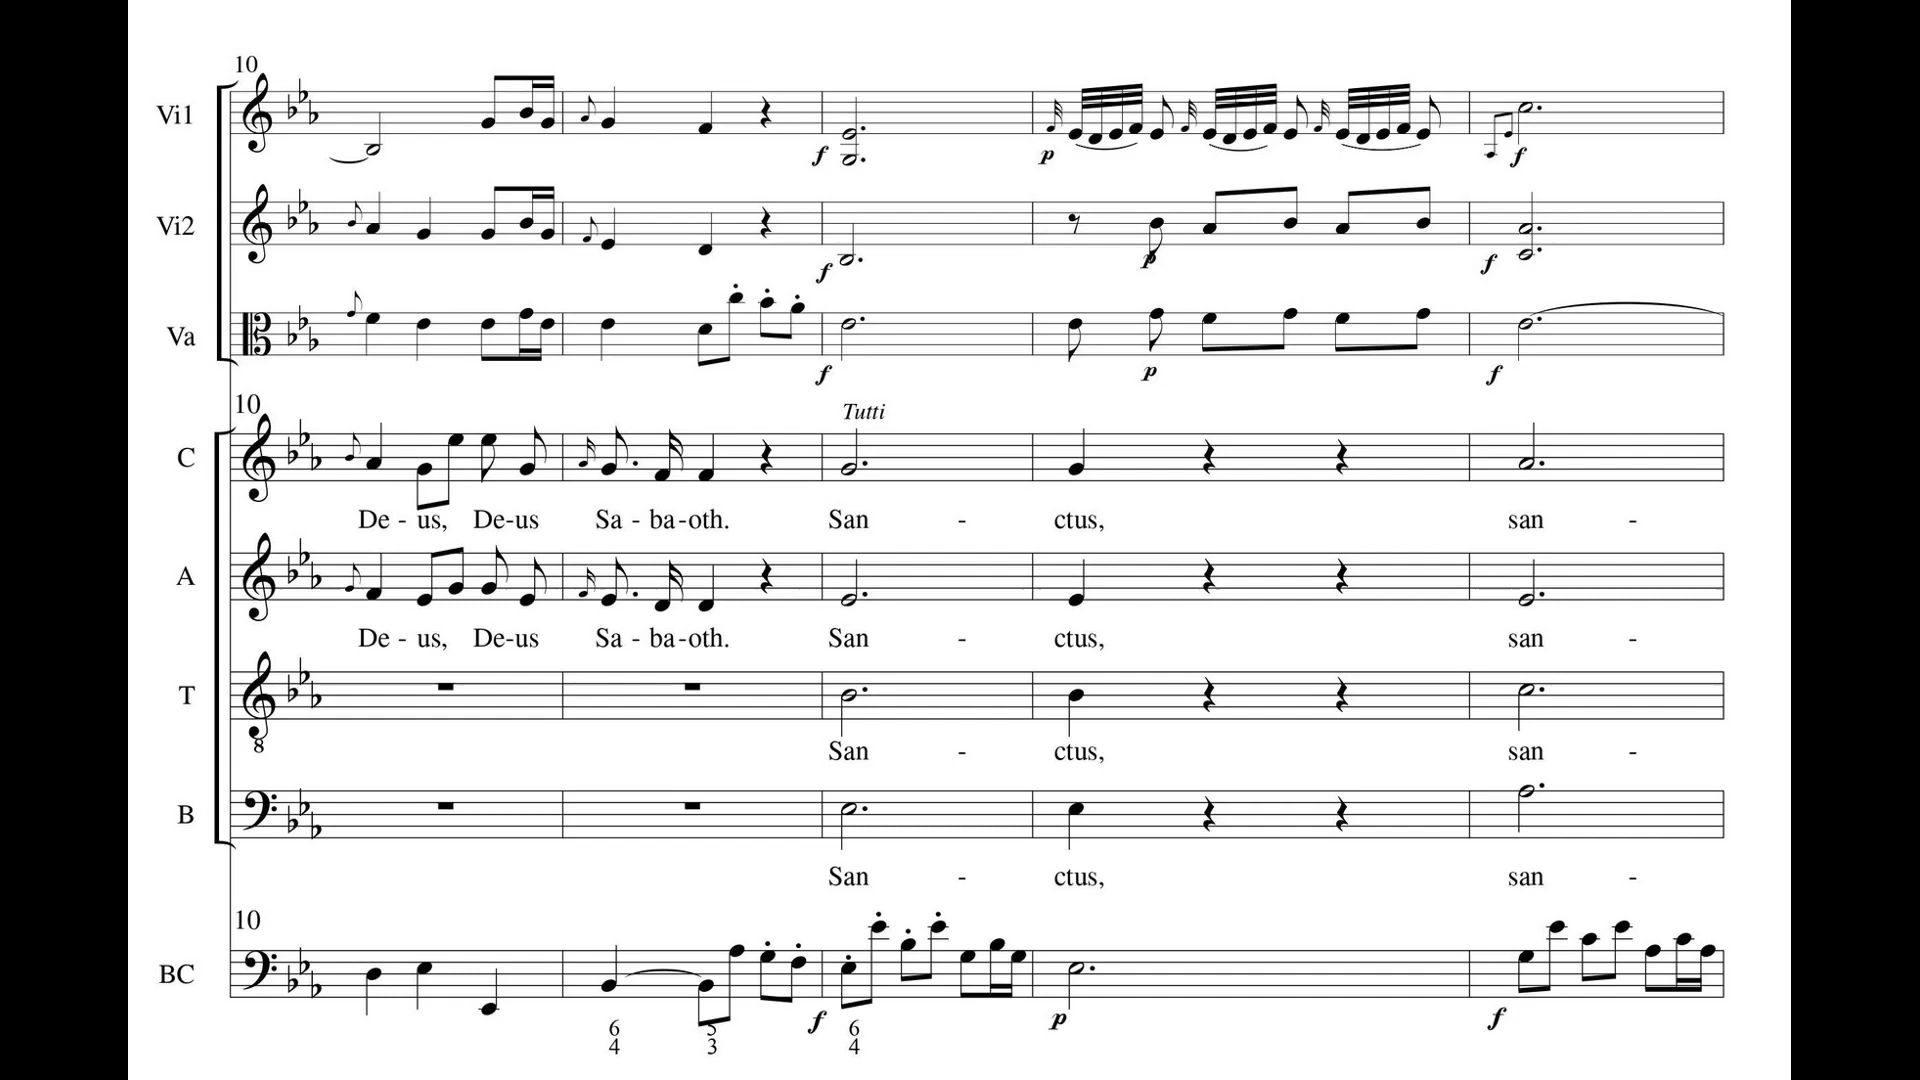 10
Vi1
f
p
f
Vi2
f
p
f
Va
f
p
f
10
Tutti
C
De - us, De-us Sa - ba-oth. San - ctus, san -
A
De - us, De-us Sa - ba-oth. San - ctus, san -
T
8
San - ctus, san -
B
San - ctus, san -
10
BC
f
p
f
6 5 6
4 3 4